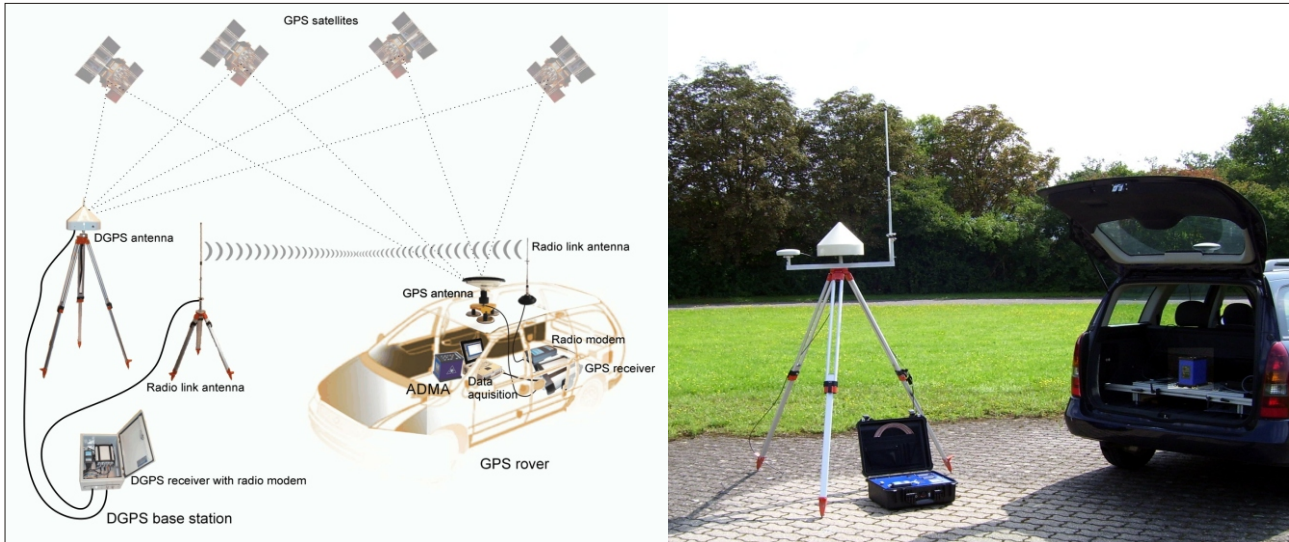 GPS satellites
DGPS antenna
Radio link antenna
GPS antenna
Radio link antenna
Radio modem
GPS receiver
ADMA
Data
aquisition
GPS rover
DGPS receiver with radio modem
DGPS base station